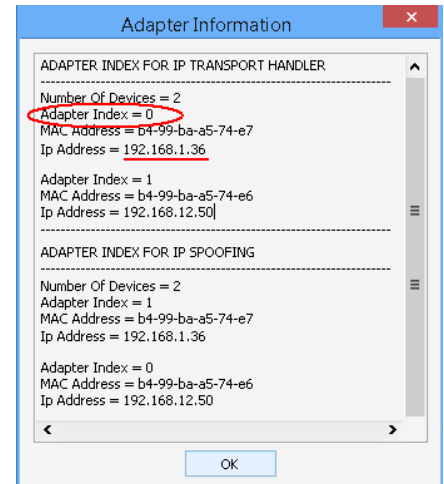 Adapter Information
ADAPTER INDEX FOR IP TRANSPORT HANDLER
--------------------------------------------------------------------------------
Number Of Devices = 2
Adapter Index = 0
MAC Address = b4-99-ba-a5-74-e7
Ip Address = 192.168.1.36
Adapter Index = 1
MAC Address = b4-99-ba-a5-74-e6
Ip Address = 192.168.12.50
--------------------------------------------------------------------------------
ADAPTER INDEX FOR IP SPOOFING
--------------------------------------------------------------------------------
Number Of Devices = 2
Adapter Index = 1
MAC Address = b4-99-ba-a5-74-e7
Ip Address = 192.168.1.36
Adapter Index = 0
MAC Address = b4-99-ba-a5-74-e6
Ip Address = 192.168.12.50
OK